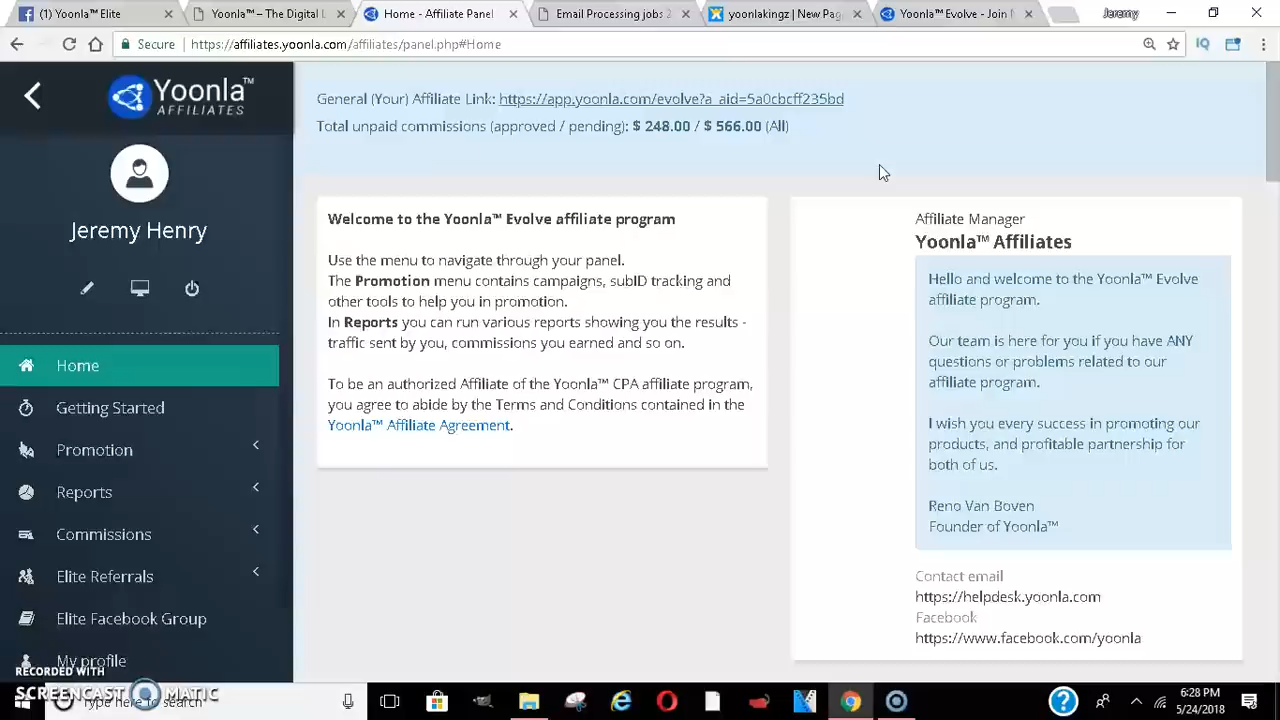 (1) Yoonla™ Elite
Yoonla™ – The Digital L
Home - Affiliate Panel
Email Processing jobs 2
yoonlakingz | New Pag
Yoonla™ Evolve - Join N
Jeremy
Secure
https://affiliates.yoonla.com/affiliates/panel.php#Home
Yoonla™
AFFILIATES
Jeremy Henry
Home
Getting Started
Promotion
Reports
Commissions
Elite Referrals
Elite Facebook Group
My profile
General (Your) Affiliate Link: https://app.yoonla.com/evolve?a_aid=5a0cbcff235bd
Total unpaid commissions (approved / pending): $ 248.00 / $ 566.00 (All)
Welcome to the Yoonla™ Evolve affiliate program
Use the menu to navigate through your panel.
The Promotion menu contains campaigns, subID tracking and
other tools to help you in promotion.
In Reports you can run various reports showing you the results -
traffic sent by you, commissions you earned and so on.
To be an authorized Affiliate of the Yoonla™ CPA affiliate program,
you agree to abide by the Terms and Conditions contained in the
Yoonla™ Affiliate Agreement.
Affiliate Manager
Yoonla™ Affiliates
Hello and welcome to the Yoonla™ Evolve
affiliate program.
Our team is here for you if you have ANY
questions or problems related to our
affiliate program.
I wish you every success in promoting our
products, and profitable partnership for
both of us.
Reno Van Boven
Founder of Yoonla™
Contact email
https://helpdesk.yoonla.com
Facebook
https://www.facebook.com/yoonla
RECORDED WITH
SCREENCAST MATIC
Type here to search
6:28 PM
5/24/2018